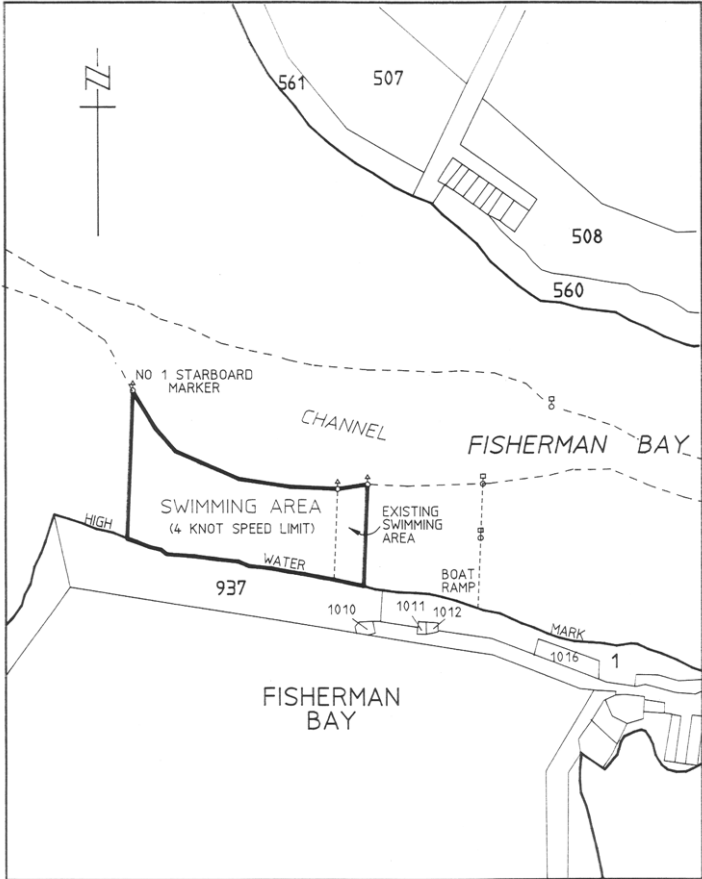 561
507
508
560
NO 1 STARBOARD
MARKER
CHANNEL
FISHERMAN BAY
SWIMMING AREA
(4 KNOT SPEED LIMIT)
EXISTING
SWIMMING
AREA
HIGH
WATER
BOAT
RAMP
937
1010
1011
1012
MARK
1016
1
FISHERMAN
BAY